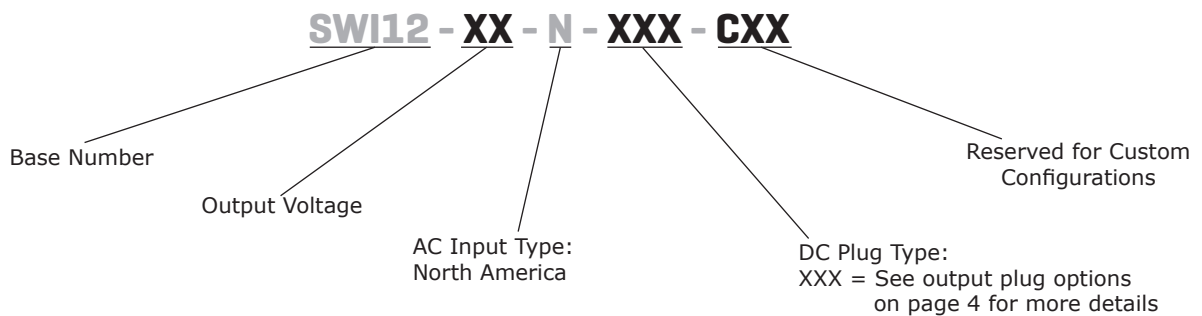 SWI12 - XX - N - XXX - CXX
Base Number
Output Voltage
AC Input Type:
North America
DC Plug Type:
XXX = See output plug options
on page 4 for more details
Reserved for Custom
Configurations